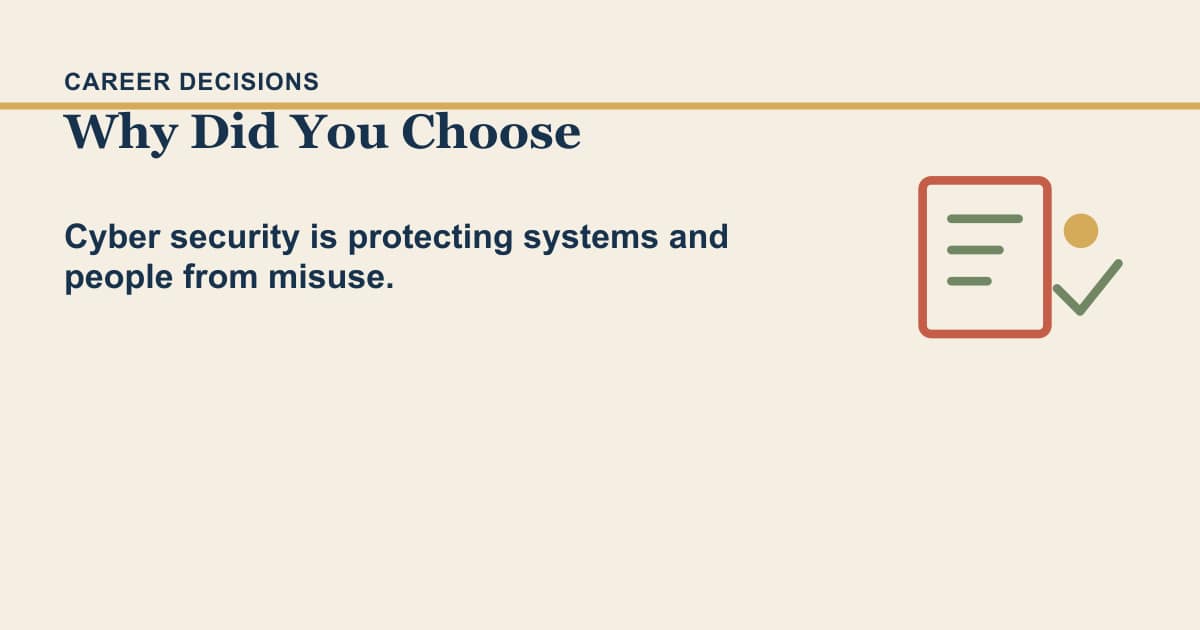 CAREER DECISIONS
Why Did You Choose
Cyber security is protecting systems and
people from misuse.